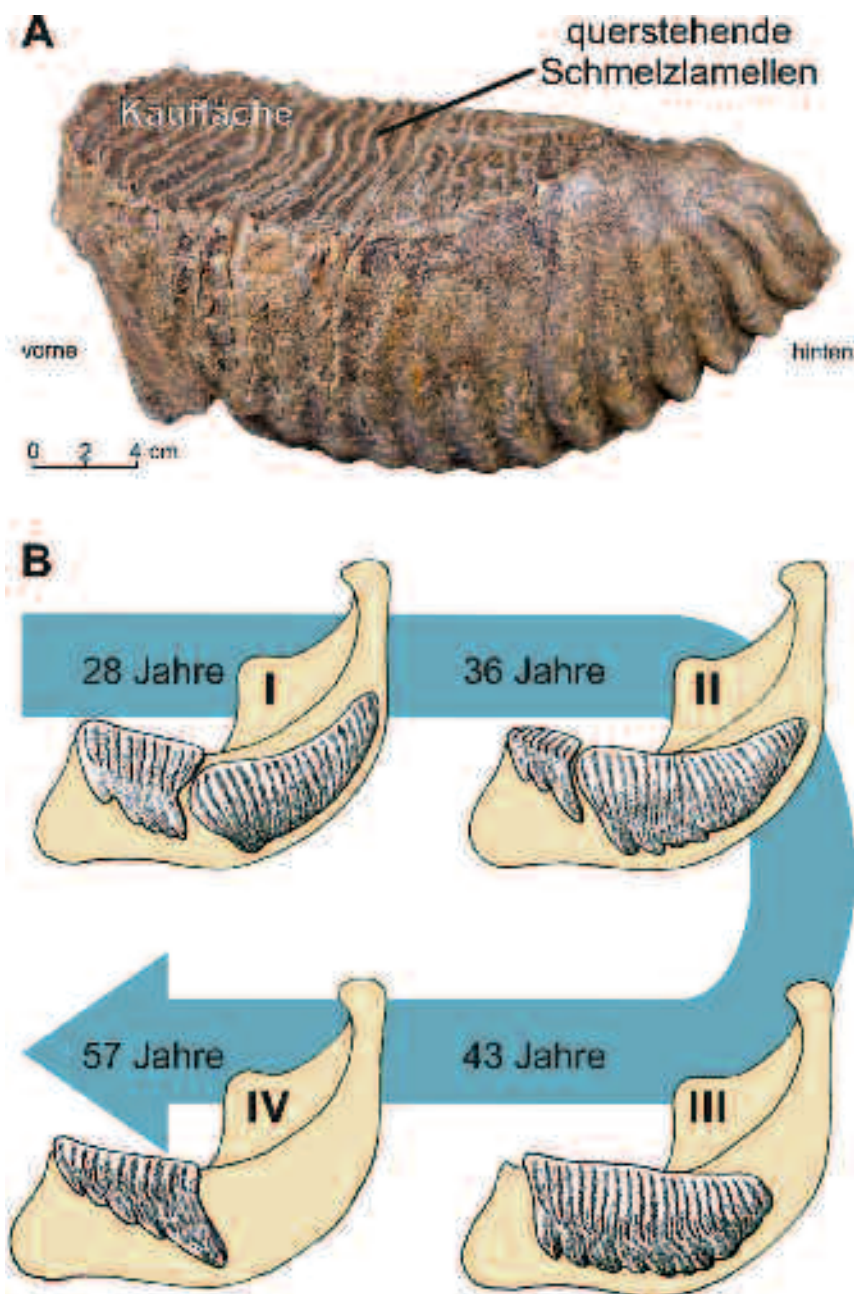 A
querstehende
Schmelzlamellen
Kaufläche
vorne
hinten
0 2 4 cm
B
28 Jahre
I
36 Jahre
II
57 Jahre
IV
43 Jahre
III